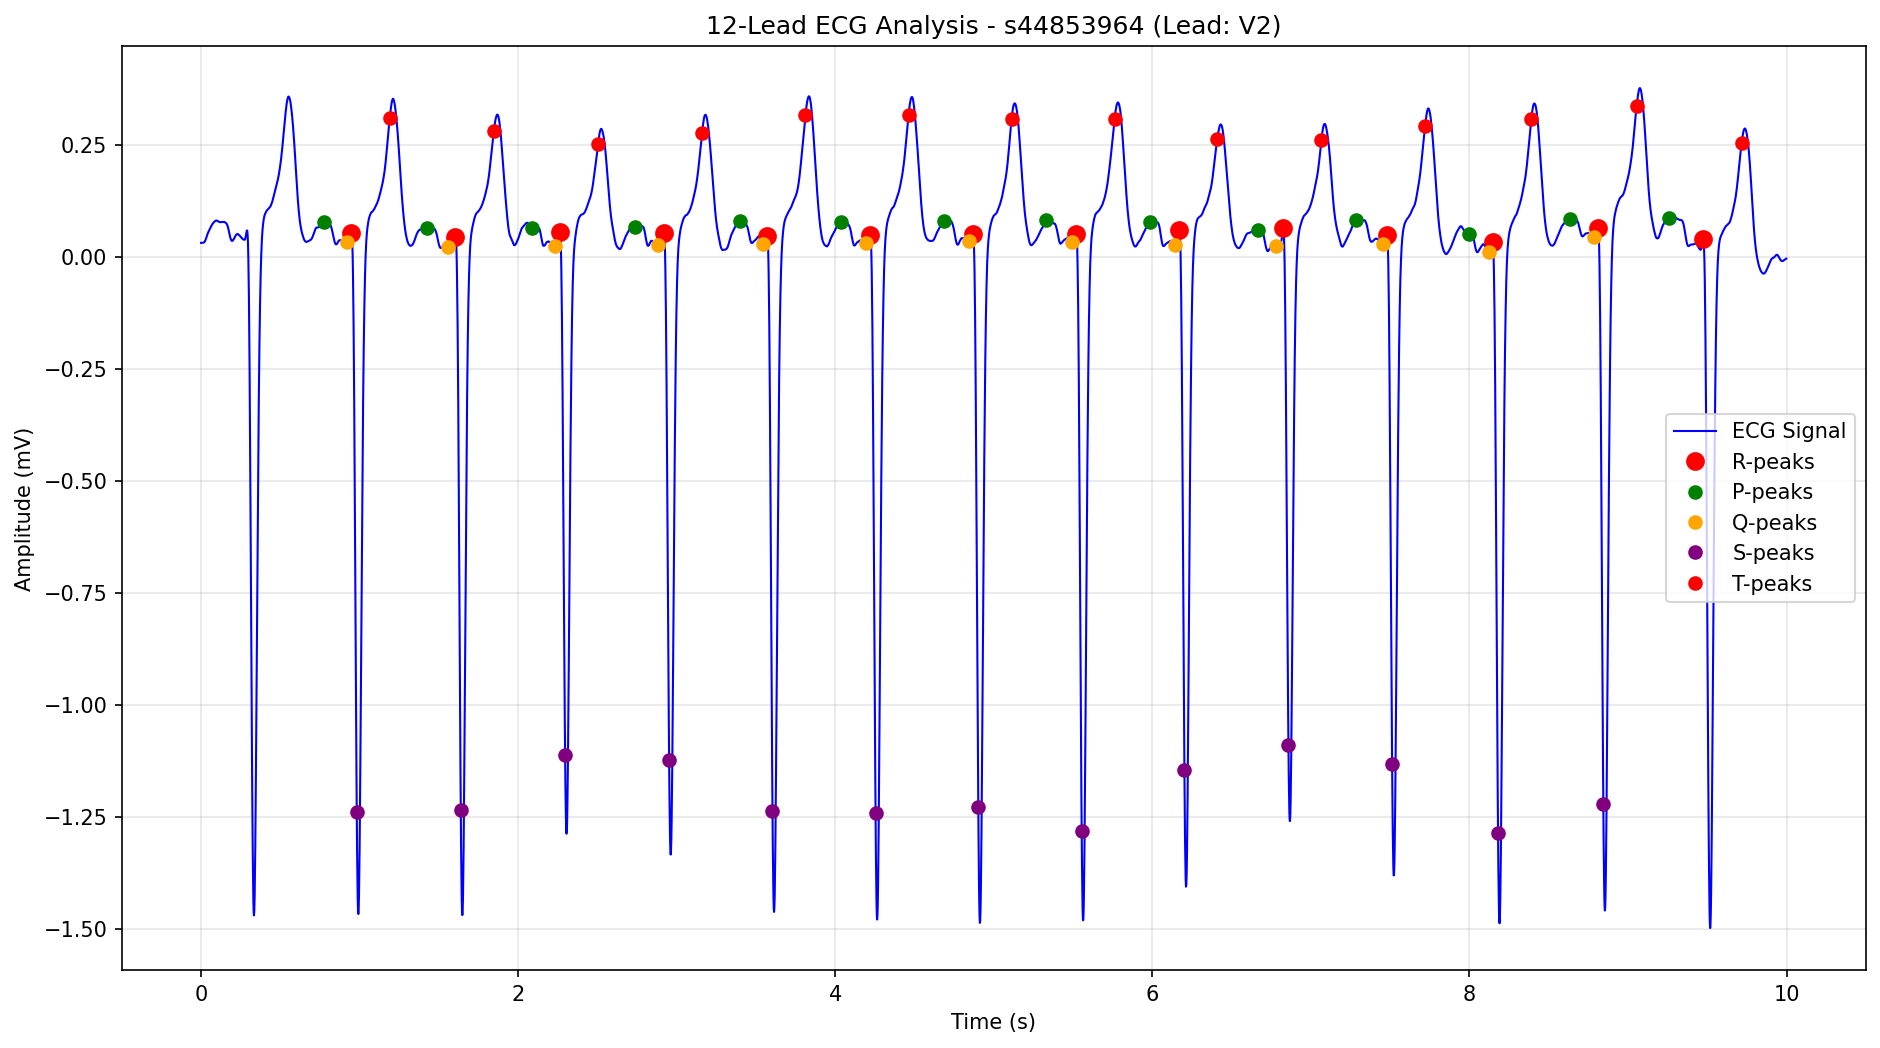 12-Lead ECG Analysis - s44853964 (Lead: V2)
Amplitude (mV)
0.25
0.00
−0.25
−0.50
−0.75
−1.00
−1.25
−1.50
ECG Signal
R-peaks
P-peaks
Q-peaks
S-peaks
T-peaks
0 2 4 6 8 10
Time (s)